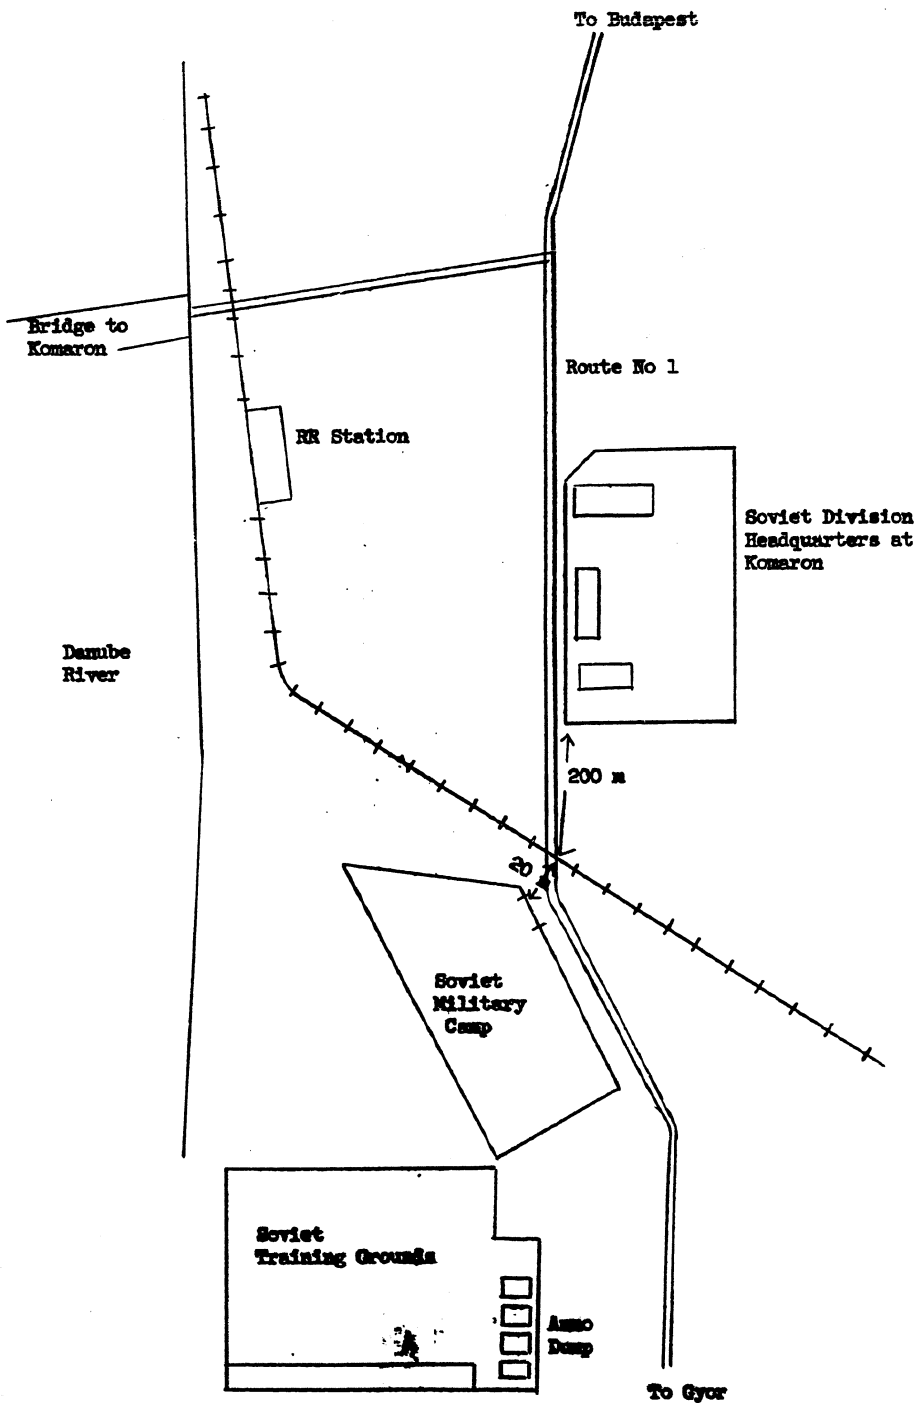 To Budapest
Bridge to
Komaron
Route No 1
RR Station
Soviet Division
Headquarters at
Komaron
Danube
River
200 m
20
Soviet
Military
Camp
Soviet
Training Grounds
Ammo
Dump
To Gyor